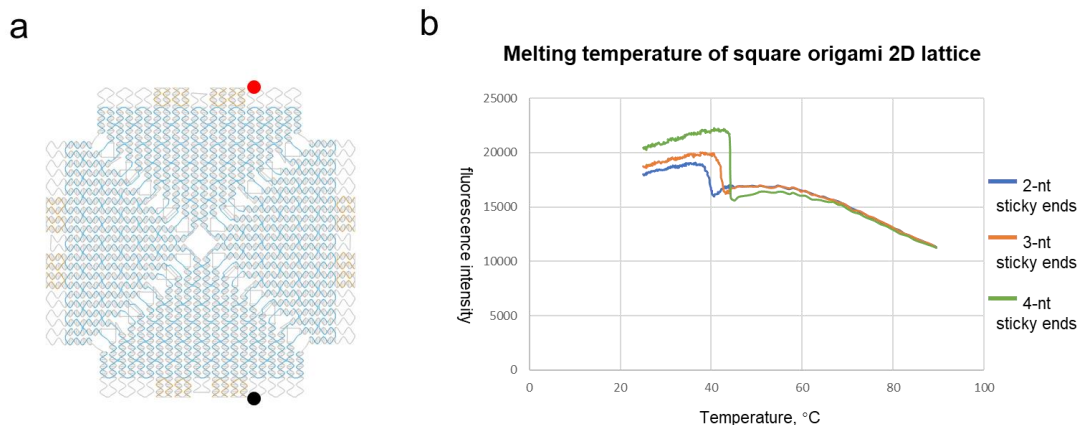 a
b
Melting temperature of square origami 2D lattice
25000
20000
15000
10000
5000
0
fluorescence intensity
0
20
40
60
80
100
Temperature, °C
2-nt
sticky ends
3-nt
sticky ends
4-nt
sticky ends